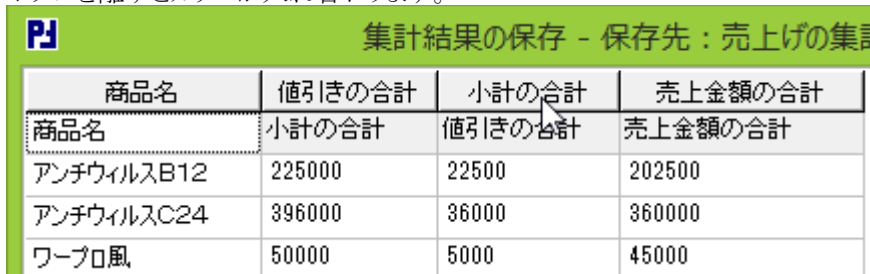 集計結果の保存 - 保存先：売上げの集
商品名 値引きの合計 小計の合計 売上金額の合計
商品名 小計の合計 値引きの合計 売上金額の合計
アンチウィルスB12 225000 22500 202500
アンチウィルスC24 396000 36000 360000
ワープロ風 50000 5000 45000